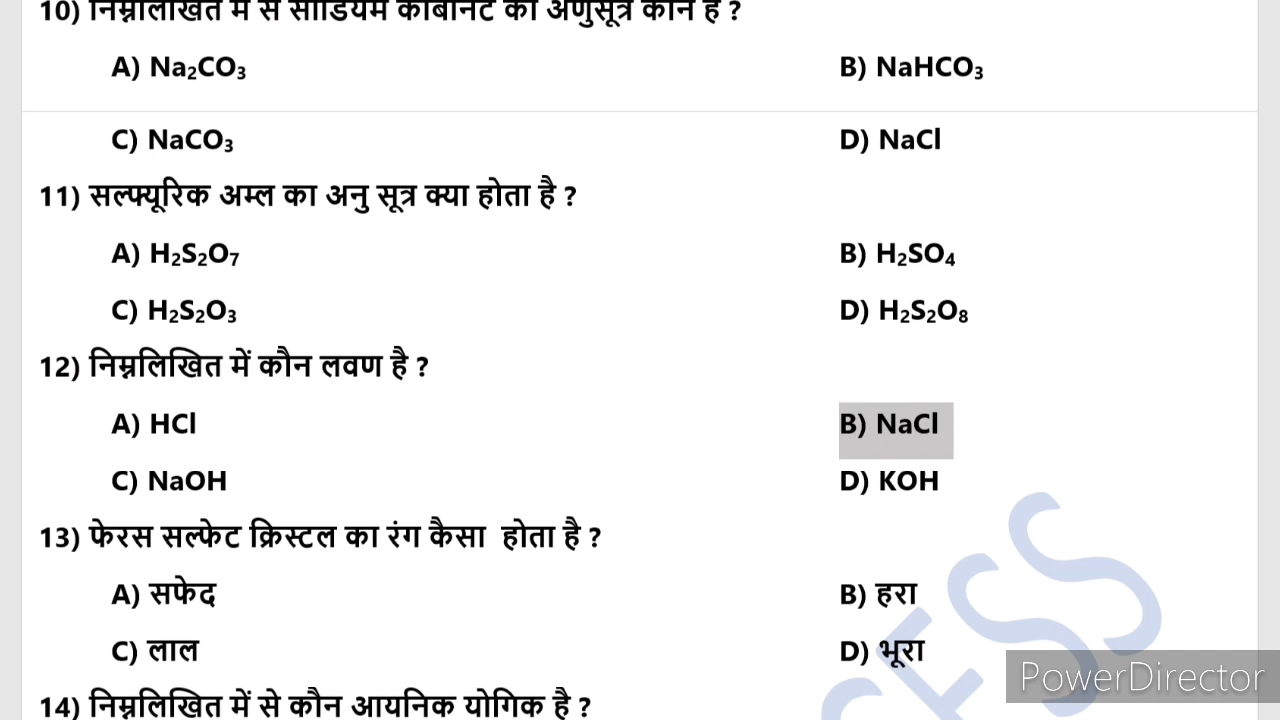 10) निम्नलिखित में से सोडियम कार्बोनेट का अणुसूत्र कौन है ?
A) Na₂CO₃ B) NaHCO₃
C) NaCO₃ D) NaCl
11) सल्फ्यूरिक अम्ल का अनु सूत्र क्या होता है ?
A) H₂S₂O₇ B) H₂SO₄
C) H₂S₂O₃ D) H₂S₂O₈
12) निम्नलिखित में कौन लवण है ?
A) HCl B) NaCl
C) NaOH D) KOH
13) फेरस सल्फेट क्रिस्टल का रंग कैसा होता है ?
A) सफेद B) हरा
C) लाल D) भूरा
14) निम्नलिखित में से कौन आयनिक योगिक है ?
ESS
PowerDirector